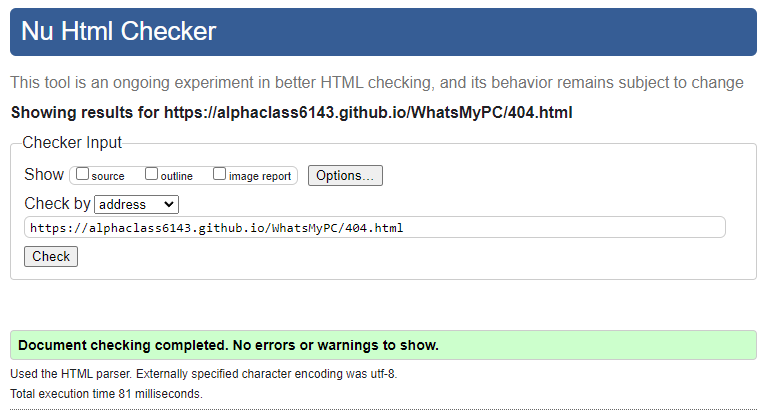 Nu Html Checker
This tool is an ongoing experiment in better HTML checking, and its behavior remains subject to change
Showing results for https://alphaclass6143.github.io/WhatsMyPC/404.html
Checker Input
Show source outline image report Options...
Check by address
https://alphaclass6143.github.io/WhatsMyPC/404.html
Check
Document checking completed. No errors or warnings to show.
Used the HTML parser. Externally specified character encoding was utf-8.
Total execution time 81 milliseconds.